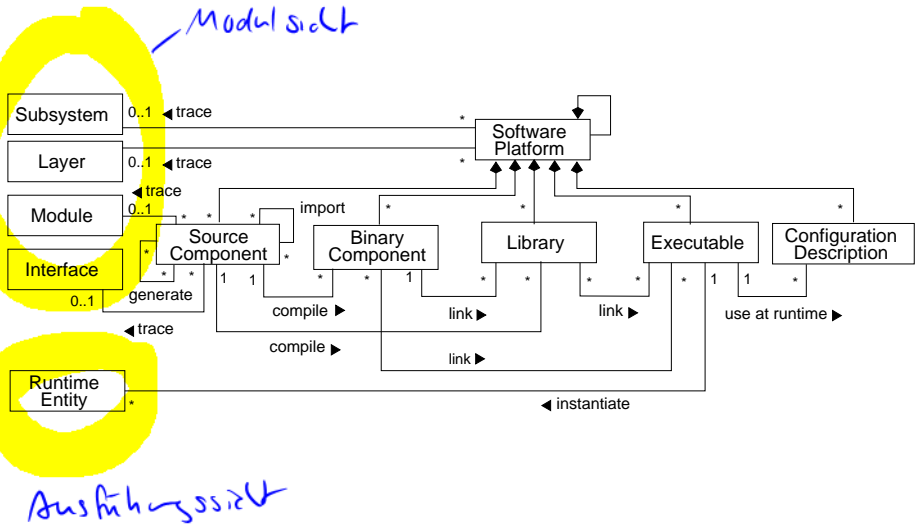 Modulsicht
Subsystem
0..1 ◀ trace
*
Software
Platform
Layer
0..1 ◀ trace
*
◀ trace
Module
0..1
*
*
*
import
*
*
*
*
Source
Component
Binary
Component
Library
Executable
Configuration
Description
Interface
*
*
*
*
1
1
*
*
1
*
*
*
*
*
1
1
*
0..1
generate
compile ▶
link ▶
link ▶
use at runtime ▶
◀ trace
compile ▶
link ▶
Runtime
Entity
*
◀ instantiate
Ausführungssicht